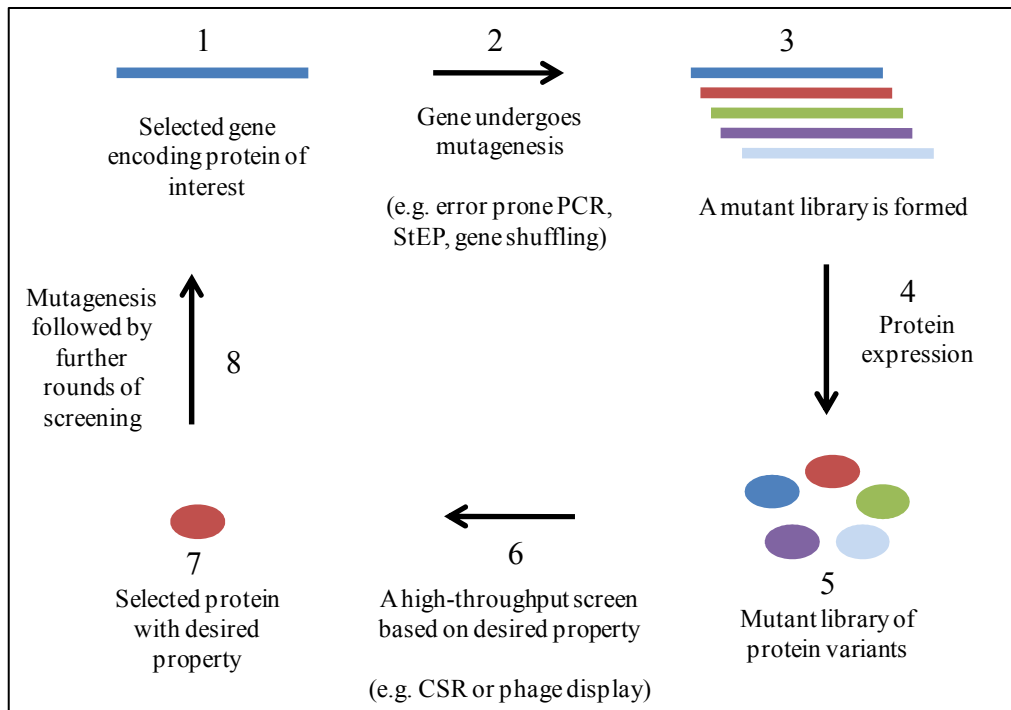 1
Selected gene
encoding protein of
interest
2
Gene undergoes
mutagenesis
(e.g. error prone PCR,
StEP, gene shuffling)
3
A mutant library is formed
4
Protein
expression
5
Mutant library of
protein variants
6
A high-throughput screen
based on desired property
(e.g. CSR or phage display)
7
Selected protein
with desired
property
Mutagenesis
followed by
further
rounds of
screening
8